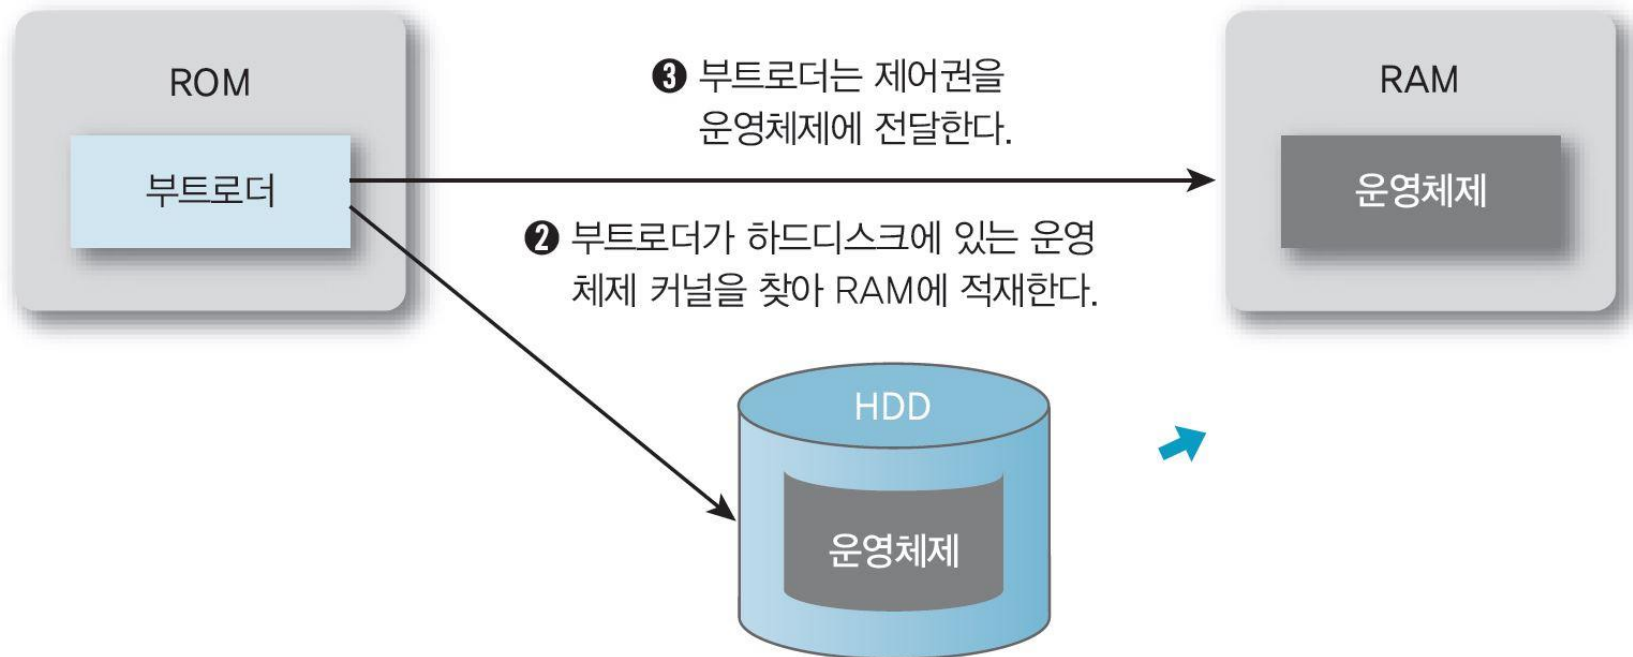 ROM
부트로더
❸ 부트로더는 제어권을
운영체제에 전달한다.
RAM
운영체제
❷ 부트로더가 하드디스크에 있는 운영
체제 커널을 찾아 RAM에 적재한다.
HDD
운영체제